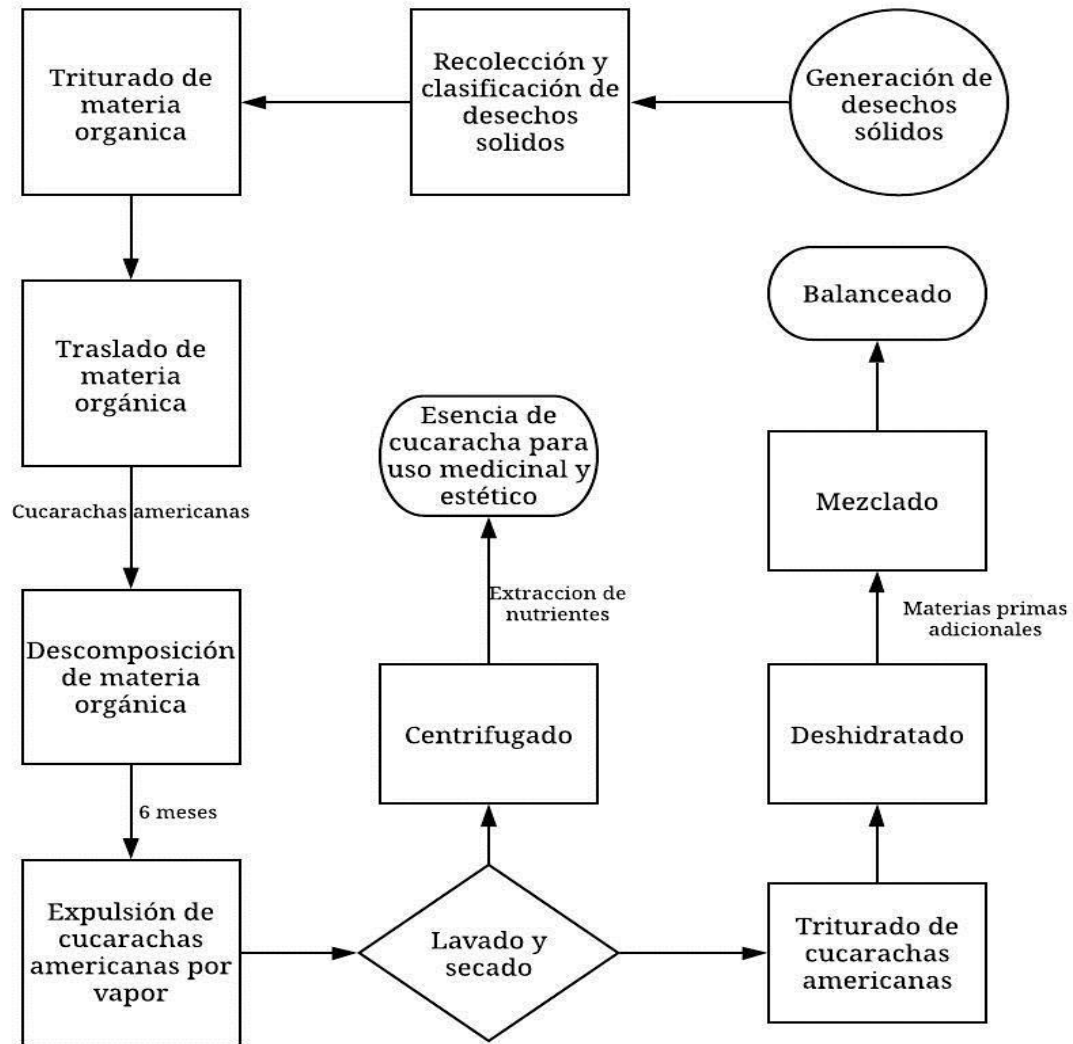 Triturado de
materia
organica
Recolección y
clasificación de
desechos
solidos
Generación de
desechos
sólidos
Traslado de
materia
orgánica
Balanceado
Esencia de
cucaracha para
uso medicinal y
estético
Mezclado
Cucarachas americanas
Extraccion de
nutrientes
Materias primas
adicionales
Descomposición
de materia
orgánica
Centrifugado
Deshidratado
6 meses
Expulsión de
cucarachas
americanas por
vapor
Lavado y
secado
Triturado de
cucarachas
americanas